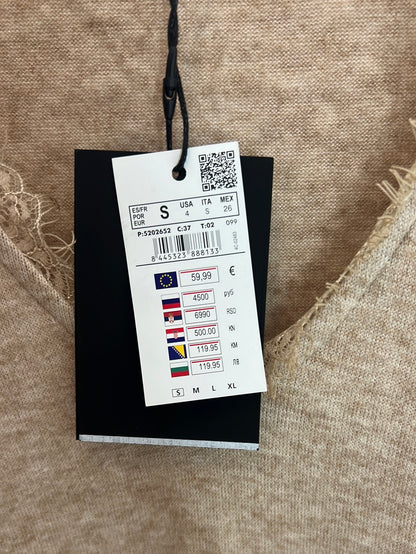 ES/FR
POR
EUR
S
USA
4
ITA
S
MEX
26
P:5202652 C:37 T:02
099
8 445323 888133
59,99 €
4500 руб
6990 RSD
500.00 KN
119.95 KM
119.95 ЛВ
S M L XL